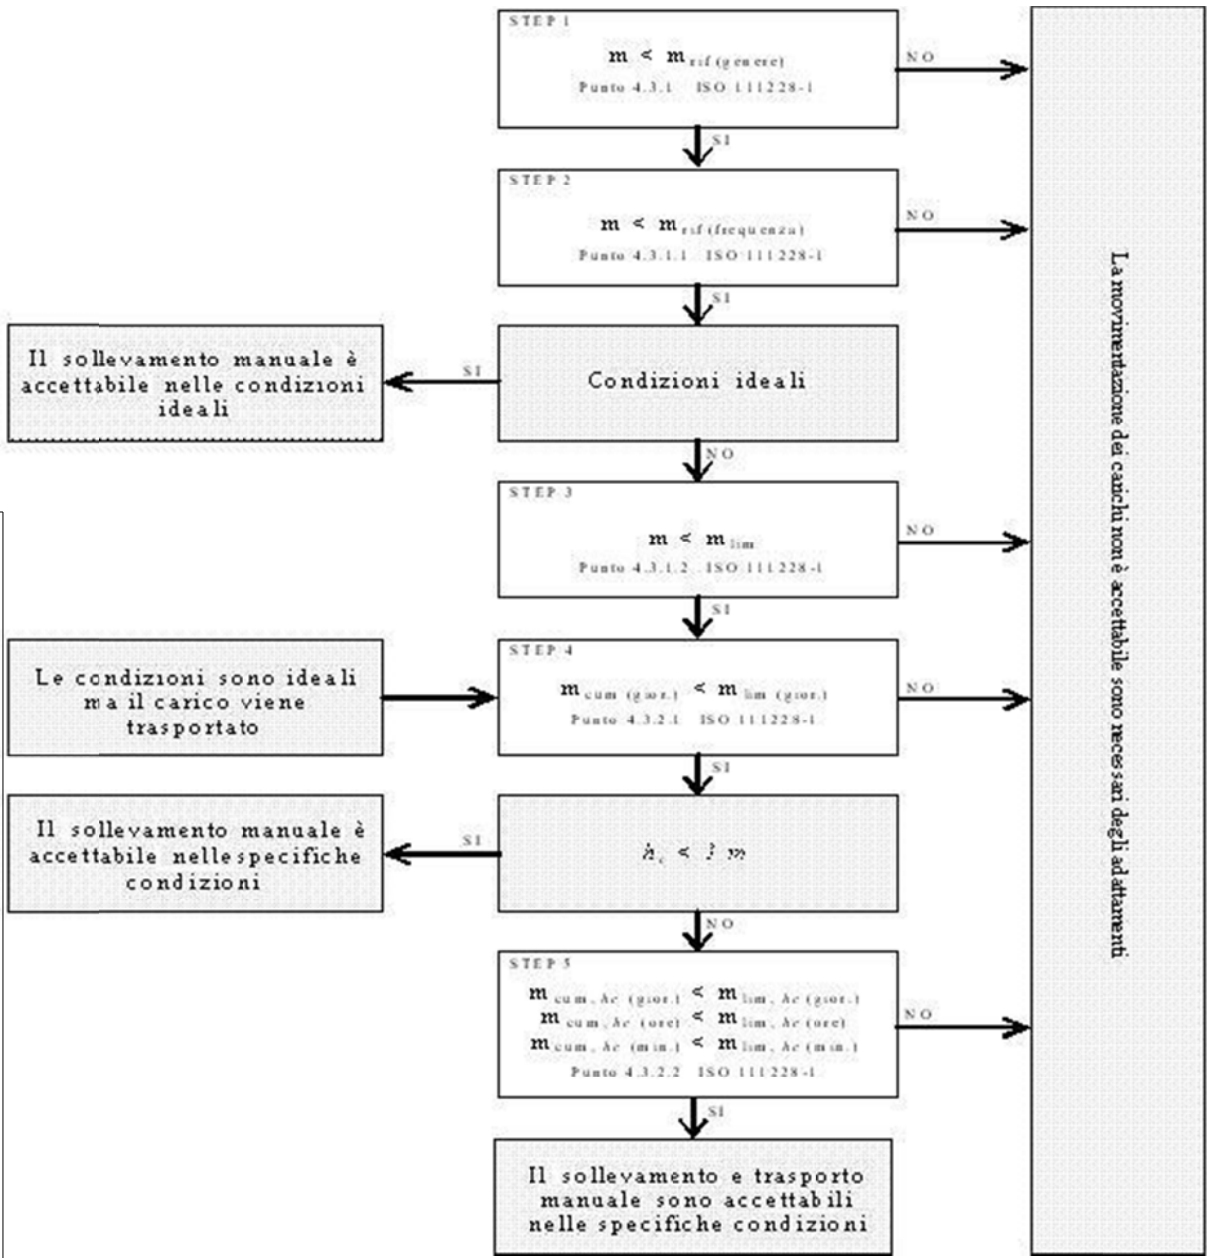 STEP 1
m < m rif (genere)
Punto 4.3.1 ISO 111228-1
NO
SI
STEP 2
m < m rif (frequenza)
Punto 4.3.1.1 ISO 111228-1
NO
SI
Condizioni ideali
SI
Il sollevamento manuale è
accettabile nelle condizioni
ideali
NO
STEP 3
m < m lim
Punto 4.3.1.2 ISO 111228-1
NO
SI
Le condizioni sono ideali
ma il carico viene
trasportato
STEP 4
m cum (gior.) < m lim (gior.)
Punto 4.3.2.1 ISO 111228-1
NO
SI
h c < m
SI
Il sollevamento manuale è
accettabile nelle specifiche
condizioni
NO
STEP 5
m cum, hc (gior.) < m lim, hc (gior.)
m cum, hc (ore) < m lim, hc (ore)
m cum, hc (min.) < m lim, hc (min.)
Punto 4.3.2.2 ISO 111228-1
NO
SI
Il sollevamento e trasporto
manuale sono accettabili
nelle specifiche condizioni
La movimentazione dei carichi non è accettabile sono necessari degli adattamenti